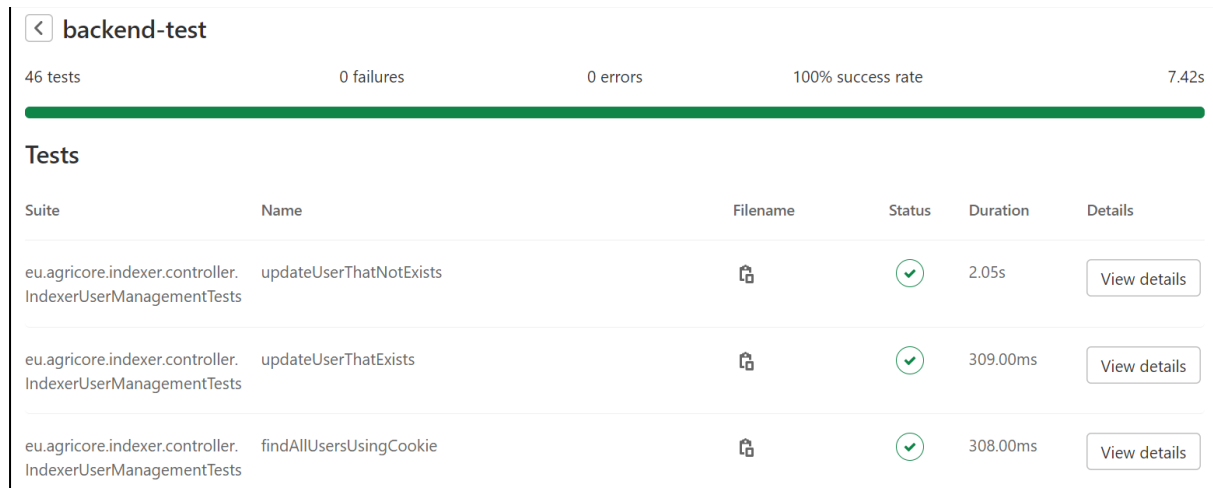 backend-test
46 tests 0 failures 0 errors 100% success rate 7.42s
Tests
Suite Name Filename Status Duration Details
eu.agricore.indexer.controller. updateUserThatNotExists 2.05s View details
IndexerUserManagementTests
eu.agricore.indexer.controller. updateUserThatExists 309.00ms View details
IndexerUserManagementTests
eu.agricore.indexer.controller. findAllUsersUsingCookie 308.00ms View details
IndexerUserManagementTests